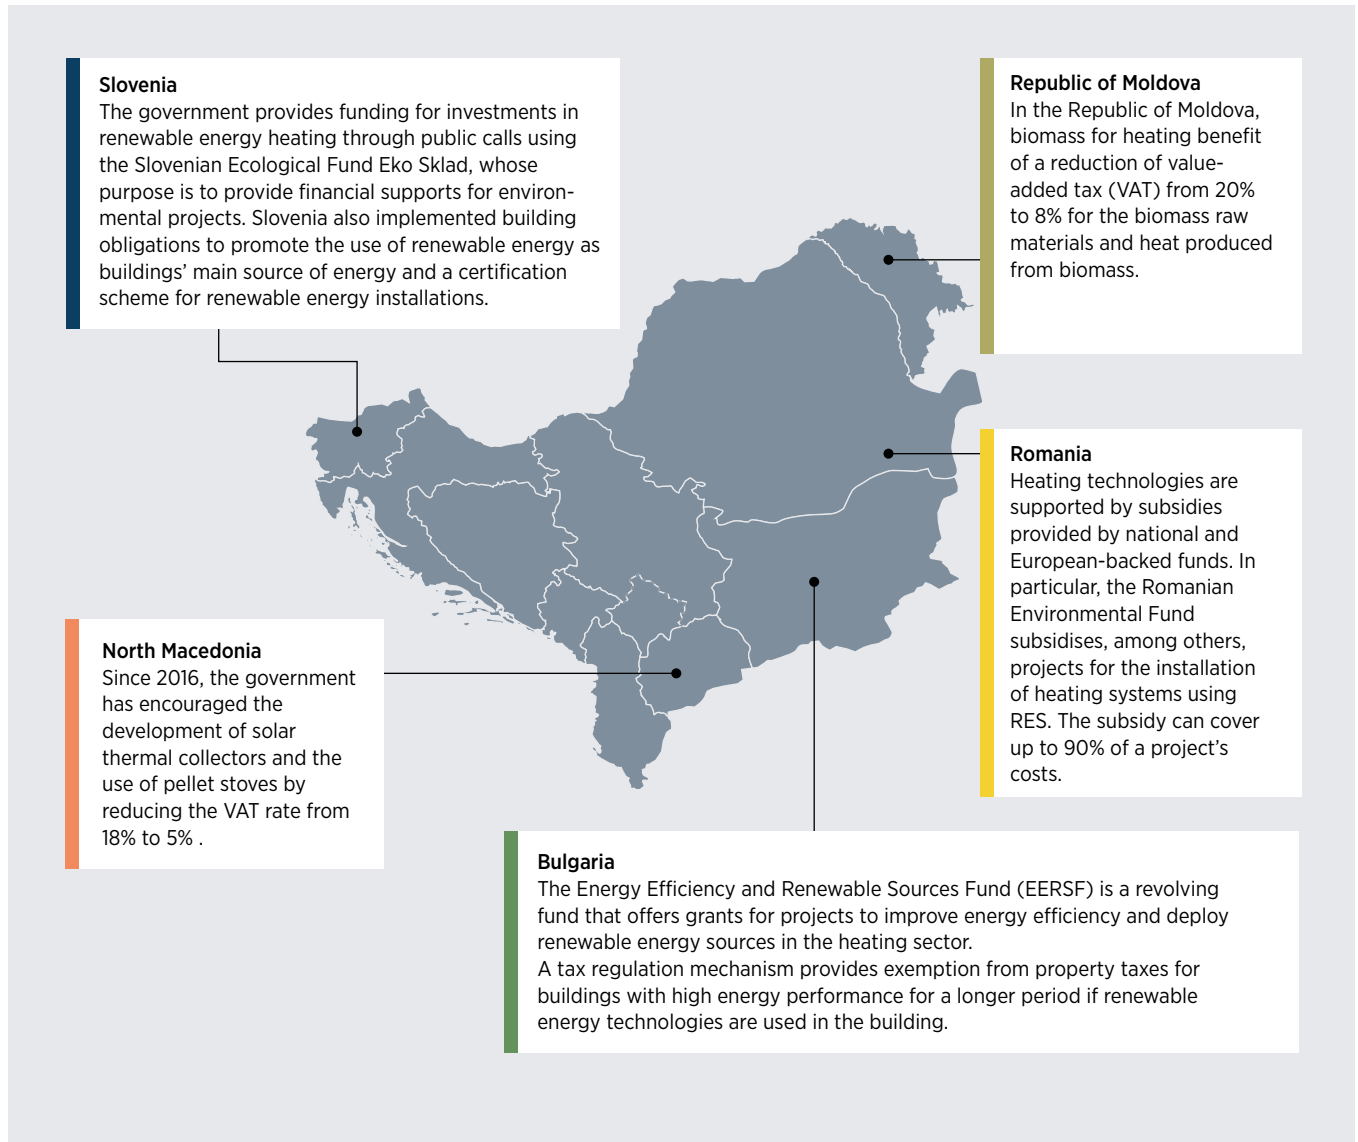 Slovenia
The government provides funding for investments in
renewable energy heating through public calls using
the Slovenian Ecological Fund Eko Sklad, whose
purpose is to provide financial supports for environ-
mental projects. Slovenia also implemented building
obligations to promote the use of renewable energy as
buildings’ main source of energy and a certification
scheme for renewable energy installations.
Republic of Moldova
In the Republic of Moldova,
biomass for heating benefit
of a reduction of value-
added tax (VAT) from 20%
to 8% for the biomass raw
materials and heat produced
from biomass.
Romania
Heating technologies are
supported by subsidies
provided by national and
European-backed funds. In
particular, the Romanian
Environmental Fund
subsidises, among others,
projects for the installation
of heating systems using
RES. The subsidy can cover
up to 90% of a project’s
costs.
North Macedonia
Since 2016, the government
has encouraged the
development of solar
thermal collectors and the
use of pellet stoves by
reducing the VAT rate from
18% to 5% .
Bulgaria
The Energy Efficiency and Renewable Sources Fund (EERSF) is a revolving
fund that offers grants for projects to improve energy efficiency and deploy
renewable energy sources in the heating sector.
A tax regulation mechanism provides exemption from property taxes for
buildings with high energy performance for a longer period if renewable
energy technologies are used in the building.